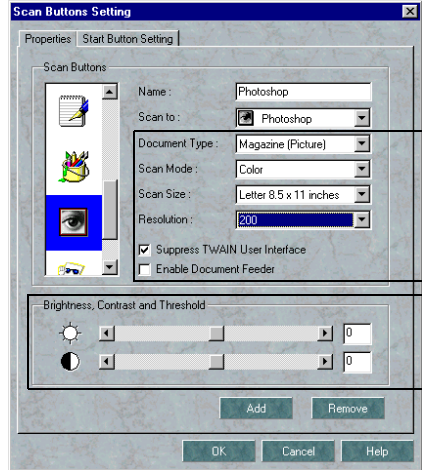 Scan Buttons Setting
Properties Start Button Setting
Scan Buttons
Name : Photoshop
Scan to : Photoshop
Document Type : Magazine (Picture)
Scan Mode : Color
Scan Size : Letter 8.5 x 11 inches
Resolution : 200
Suppress TWAIN User Interface
Enable Document Feeder
Brightness, Contrast and Threshold
0
0
Add Remove
OK Cancel Help